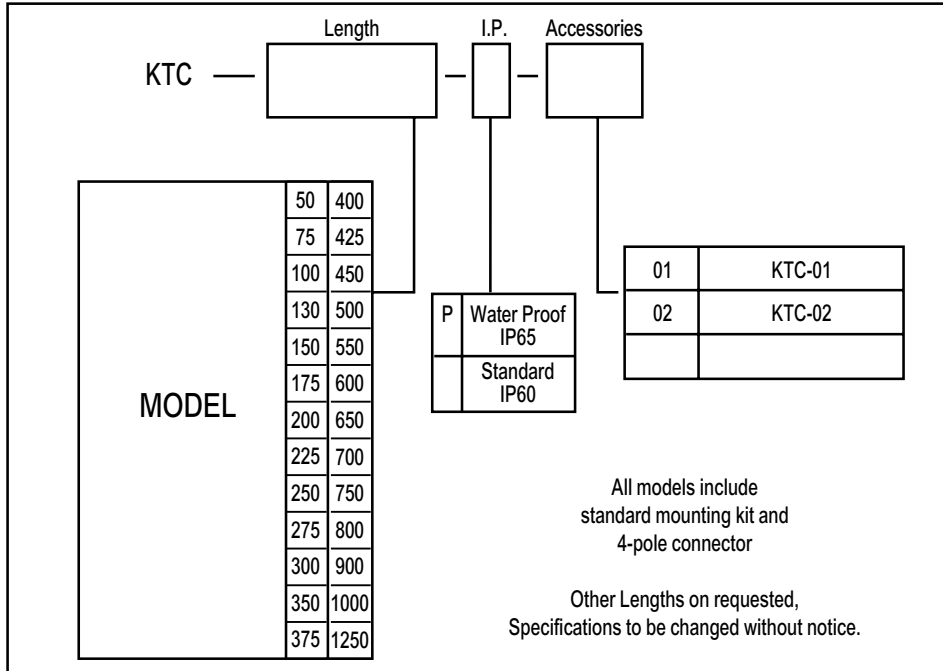 Length I.P. Accessories
KTC
MODEL
50 400
75 425
100 450
130 500
150 550
175 600
200 650
225 700
250 750
275 800
300 900
350 1000
375 1250
P Water Proof
IP65
Standard
IP60
01 KTC-01
02 KTC-02
All models include
standard mounting kit and
4-pole connector
Other Lengths on requested,
Specifications to be changed without notice.